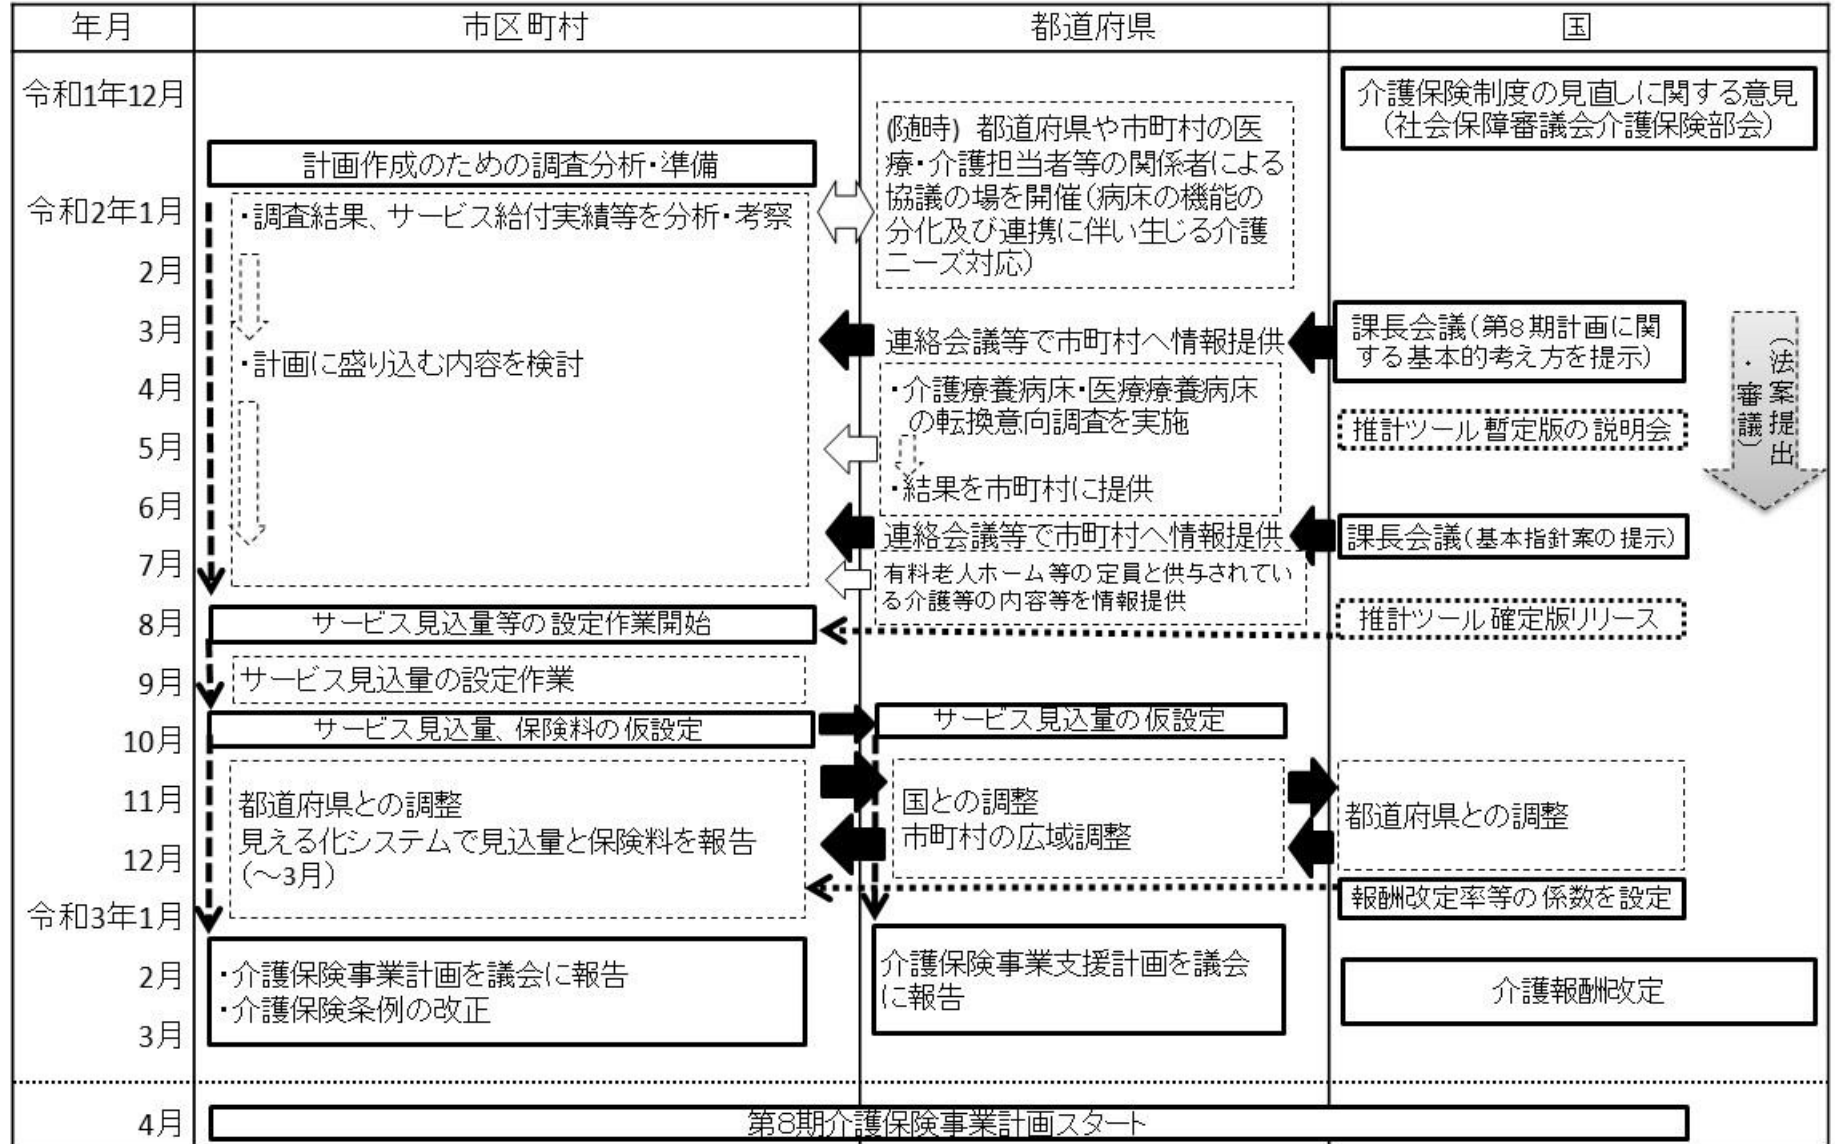 年月
市区町村
都道府県
国
令和1年12月
介護保険制度の見直しに関する意見
（社会保障審議会介護保険部会）
(随時) 都道府県や市町村の医
療・介護担当者等の関係者による
協議の場を開催（病床の機能の
分化及び連携に伴い生じる介護
ニーズ対応）
計画作成のための調査分析・準備
令和2年1月
・調査結果、サービス給付実績等を分析・考察
2月
3月
連絡会議等で市町村へ情報提供
課長会議（第8期計画に関
する基本的考え方を提示）
（法案提出
・審議）
・計画に盛り込む内容を検討
4月
・介護療養病床・医療療養病床
の転換意向調査を実施
推計ツール暫定版の説明会
5月
・結果を市町村に提供
6月
連絡会議等で市町村へ情報提供
課長会議（基本指針案の提示）
7月
有料老人ホーム等の定員と供与されてい
る介護等の内容等を情報提供
8月
サービス見込量等の設定作業開始
推計ツール確定版リリース
9月
サービス見込量の設定作業
10月
サービス見込量、保険料の仮設定
サービス見込量の仮設定
11月
都道府県との調整
見える化システムで見込量と保険料を報告
（～3月）
国との調整
市町村の広域調整
都道府県との調整
12月
報酬改定率等の係数を設定
令和3年1月
2月
・介護保険事業計画を議会に報告
・介護保険条例の改正
介護保険事業支援計画を議会
に報告
介護報酬改定
3月
4月
第8期介護保険事業計画スタート